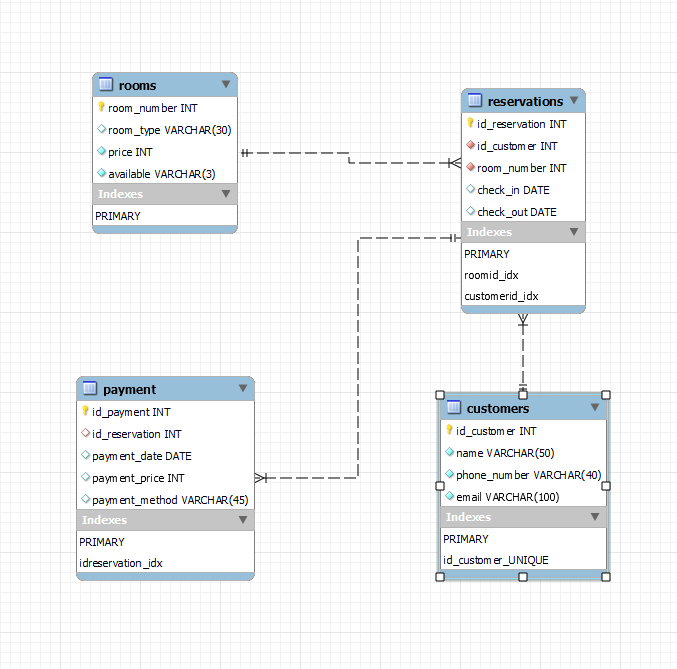 rooms
room_number INT
room_type VARCHAR(30)
price INT
available VARCHAR(3)
Indexes
PRIMARY
reservations
id_reservation INT
id_customer INT
room_number INT
check_in DATE
check_out DATE
Indexes
PRIMARY
roomid_idx
customerid_idx
payment
id_payment INT
id_reservation INT
payment_date DATE
payment_price INT
payment_method VARCHAR(45)
Indexes
PRIMARY
idreservation_idx
customers
id_customer INT
name VARCHAR(50)
phone_number VARCHAR(40)
email VARCHAR(100)
Indexes
PRIMARY
id_customer_UNIQUE